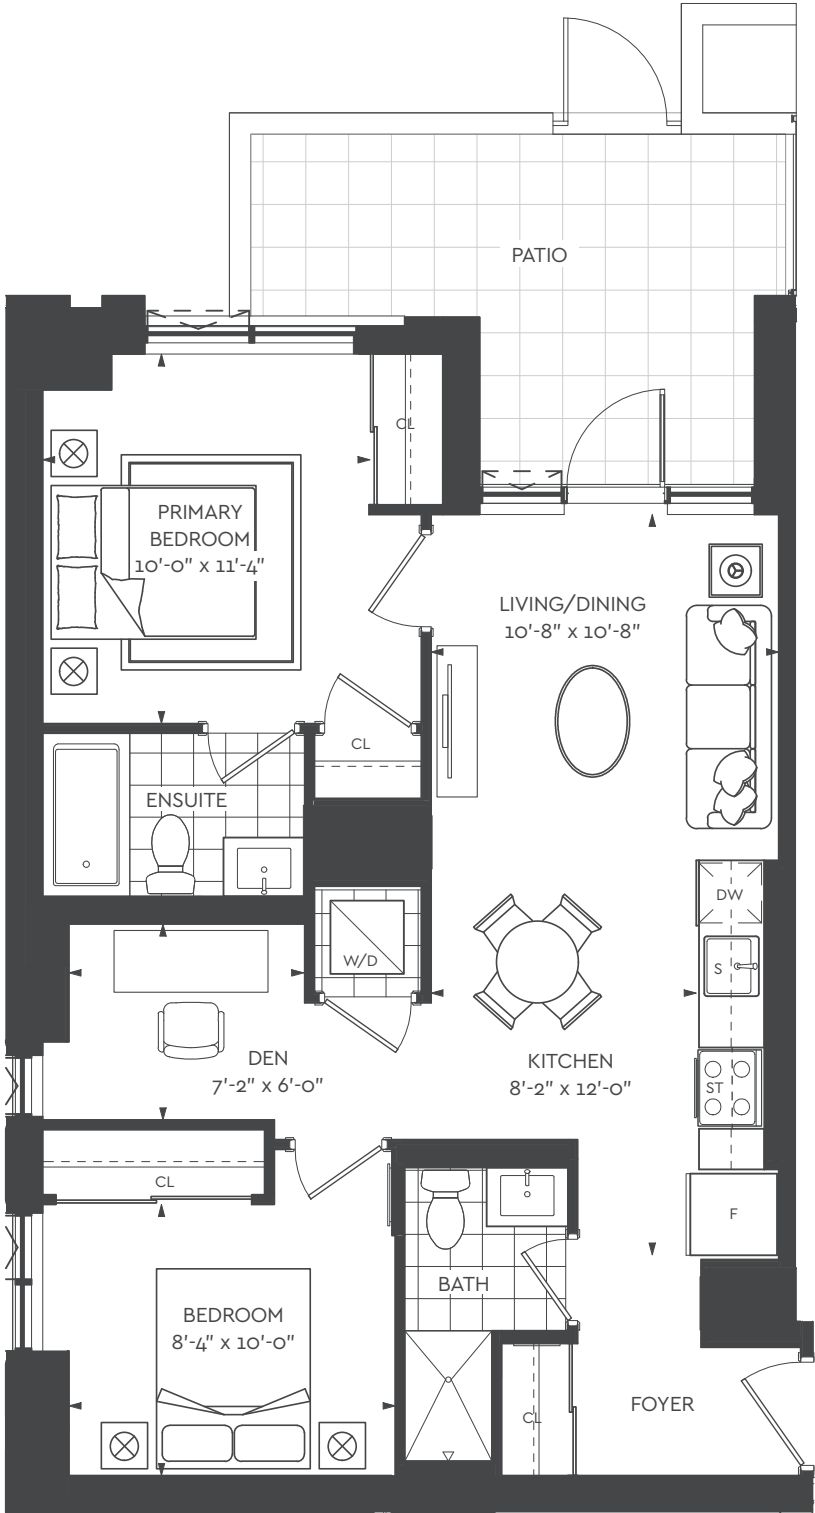 PATIO
CL
PRIMARY
BEDROOM
10'-0" x 11'-4"
LIVING/DINING
10'-8" x 10'-8"
CL
ENSUITE
DW
W/D
S
DEN
7'-2" x 6'-0"
KITCHEN
8'-2" x 12'-0"
ST
CL
F
BATH
BEDROOM
8'-4" x 10'-0"
FOYER
CL